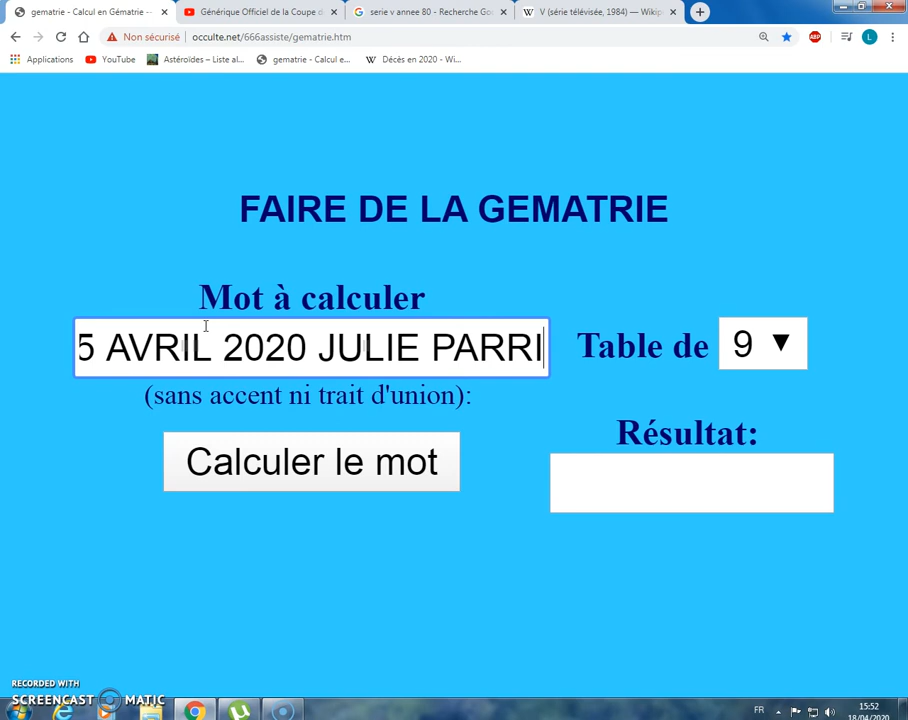 gematrie - Calcul en Gématrie --
Générique Officiel de la Coupe d
serie v annee 80 - Recherche Goo
V (série télévisée, 1984) — Wikip
Non sécurisé
occulte.net/666assiste/gematrie.htm
ABP
L
Applications
YouTube
Astéroïdes – Liste al...
gematrie - Calcul e...
Décès en 2020 - Wi...
FAIRE DE LA GEMATRIE
Mot à calculer
5 AVRIL 2020 JULIE PARRI
Table de
9
(sans accent ni trait d'union):
Résultat:
Calculer le mot
RECORDED WITH
SCREENCAST MATIC
FR
15:52
18/04/2020